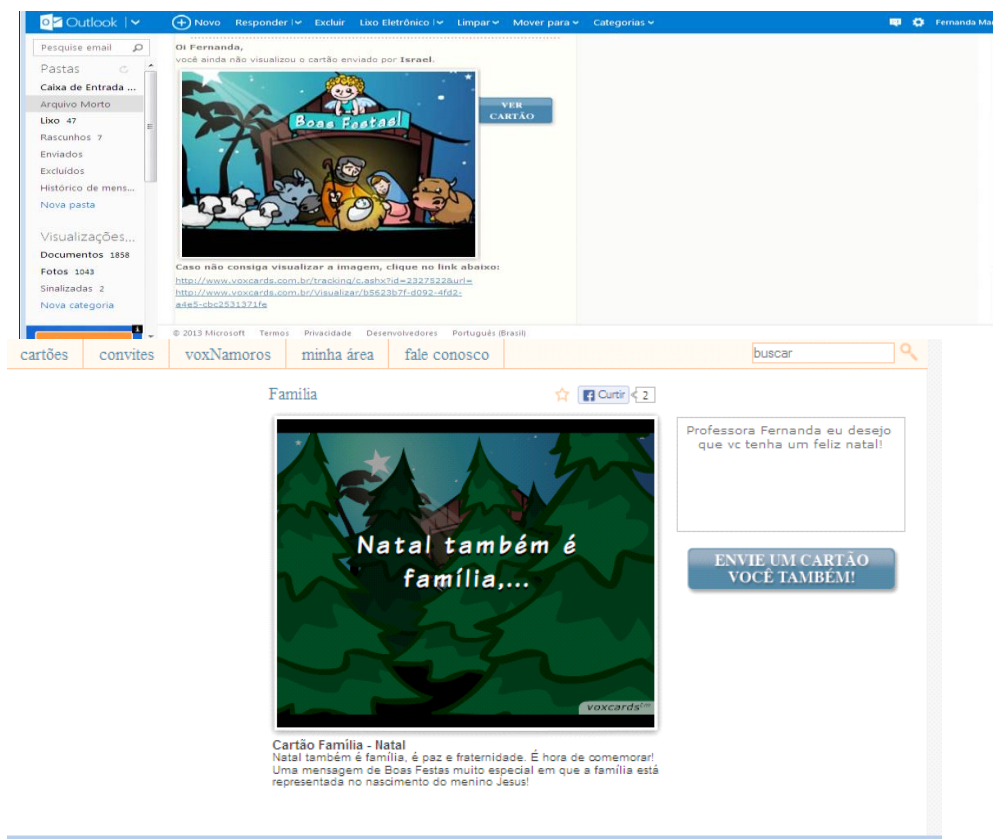 Outlook
Novo Responder Excluir Lixo Eletrônico Limpar Mover para Categorias
Fernanda
Pesquise email
Pastas
Caixa de Entrada ...
Arquivo Morto
Lixo 47
Rascunhos 7
Enviados
Excluídos
Histórico de mens...
Nova pasta
Visualizações...
Documentos 1858
Fotos 1043
Sinalizadas 2
Nova categoria
Oi Fernanda,
você ainda não visualizou o cartão enviado por Israel.
Boas Festas!
VER
CARTÃO
Caso não consiga visualizar a imagem, clique no link abaixo:
http://www.voxcards.com.br/tracking/c.ashx?id=2327522&url=
http://www.voxcards.com.br/Visualizar/b5623b7f-d092-4fd2-
a4e5-cbc2531371fe
© 2013 Microsoft Termos Privacidade Desenvolvedores Português (Brasil)
cartões convites voxNamoros minha área fale conosco
buscar
Família
Curtir 2
Natal também é
família,...
voxcards
Professora Fernanda eu desejo
que vc tenha um feliz natal!
ENVIE UM CARTÃO
VOCÊ TAMBÉM!
Cartão Família - Natal
Natal também é família, é paz e fraternidade. É hora de comemorar!
Uma mensagem de Boas Festas muito especial em que a família está
representada no nascimento do menino Jesus!